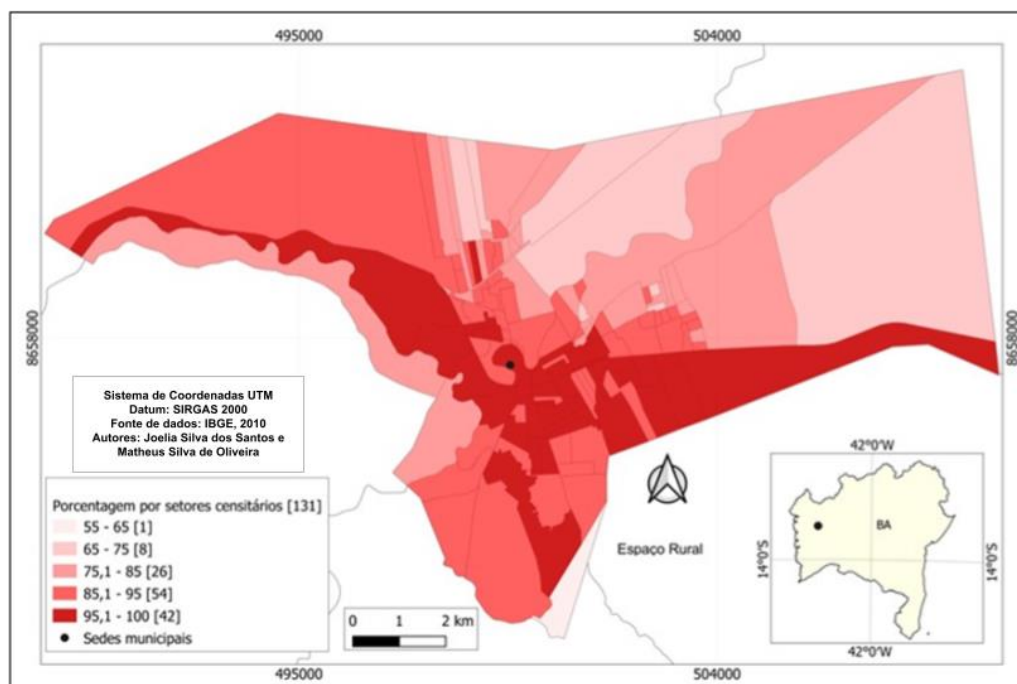 495000
504000
8658000
8658000
Sistema de Coordenadas UTM
Datum: SIRGAS 2000
Fonte de dados: IBGE, 2010
Autores: Joelia Silva dos Santos e
Matheus Silva de Oliveira
Porcentagem por setores censitários [131]
55 - 65 [1]
65 - 75 [8]
75,1 - 85 [26]
85,1 - 95 [54]
95,1 - 100 [42]
Sedes municipais
0 1 2 km
Espaço Rural
42°0'W
14°0'S
BA
14°0'S
42°0'W
495000
504000